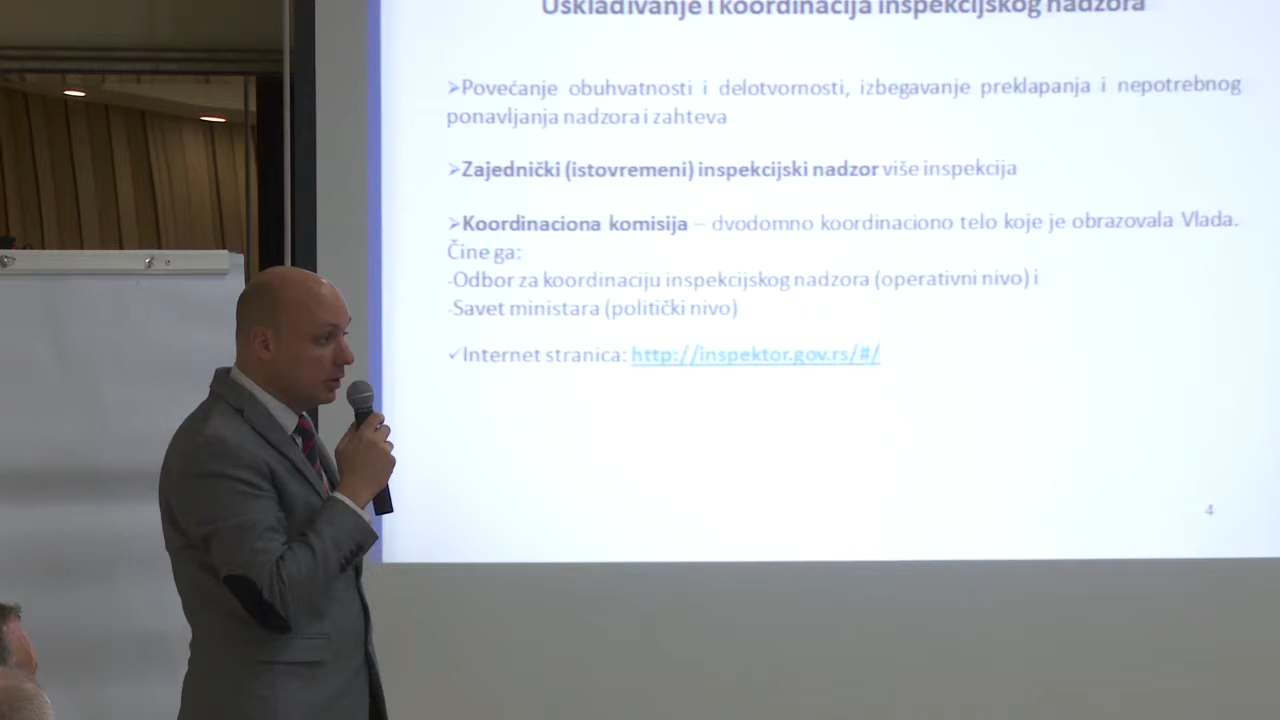 Usklađivanje i koordinacija inspekcijskog nadzora
➢Povećanje obuhvatnosti i delotvornosti, izbegavanje preklapanja i nepotrebnog
ponavljanja nadzora i zahteva
➢Zajednički (istovremeni) inspekcijski nadzor više inspekcija
➢Koordinaciona komisija – dvodomno koordinaciono telo koje je obrazovala Vlada.
Čine ga:
-Odbor za koordinaciju inspekcijskog nadzora (operativni nivo) i
-Savet ministara (politički nivo)
✓Internet stranica: http://inspektor.gov.rs/#/
4